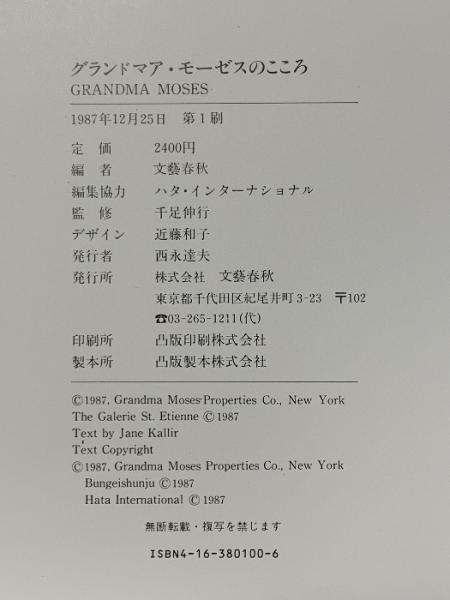 グランドマア・モーゼスのこころ
GRANDMA MOSES
1987年12月25日 第1刷
定 価 2400円
編 者 文藝春秋
編集協力 ハタ・インターナショナル
監 修 千足伸行
デザイン 近藤和子
発行者 西永達夫
発行所 株式会社 文藝春秋
東京都千代田区紀尾井町3-23 〒102
☎03-265-1211(代)
印刷所 凸版印刷株式会社
製本所 凸版製本株式会社
©1987, Grandma Moses Properties Co., New York
The Galerie St. Etienne ©1987
Text by Jane Kallir
Text Copyright
©1987, Grandma Moses Properties Co., New York
Bungeishunju ©1987
Hata International ©1987
無断転載・複写を禁じます
ISBN4-16-380100-6